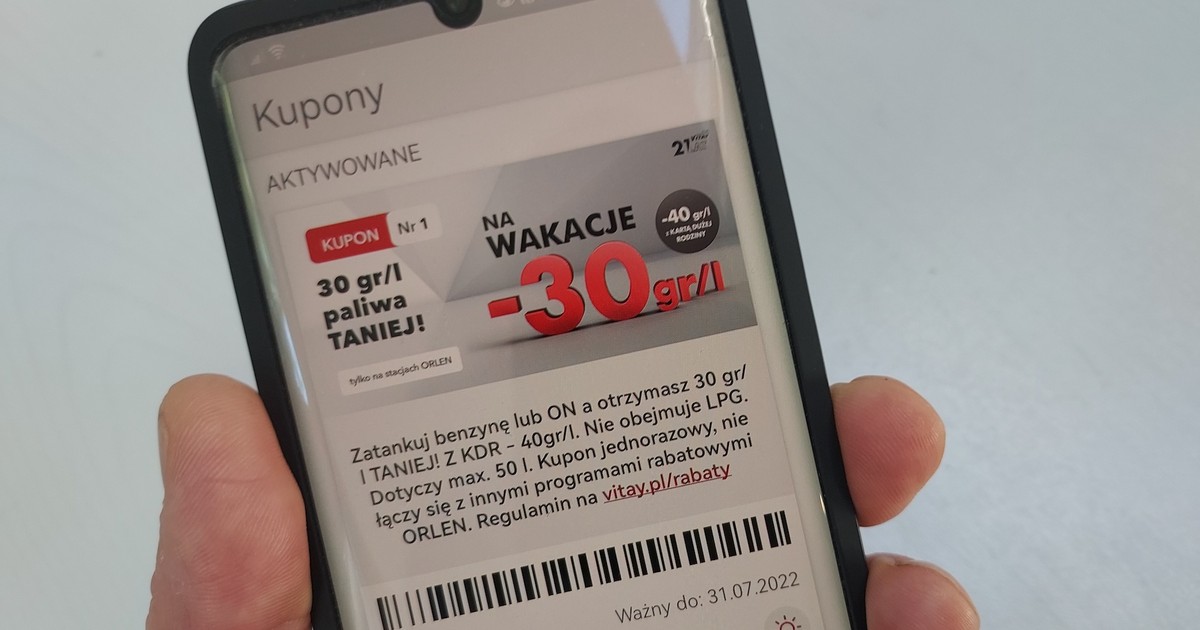 Kupony
AKTYWOWANE
KUPON Nr 1
30 gr/l
paliwa
TANIEJ!
tylko na stacjach ORLEN
NA
WAKACJE
-30 gr/l
21
-40 gr/l
z KARTĄ DUŻEJ
RODZINY
Zatankuj benzynę lub ON a otrzymasz 30 gr/
l TANIEJ! Z KDR – 40gr/l. Nie obejmuje LPG.
Dotyczy max. 50 l. Kupon jednorazowy, nie
łączy się z innymi programami rabatowymi
ORLEN. Regulamin na vitay.pl/rabaty
Ważny do: 31.07.2022